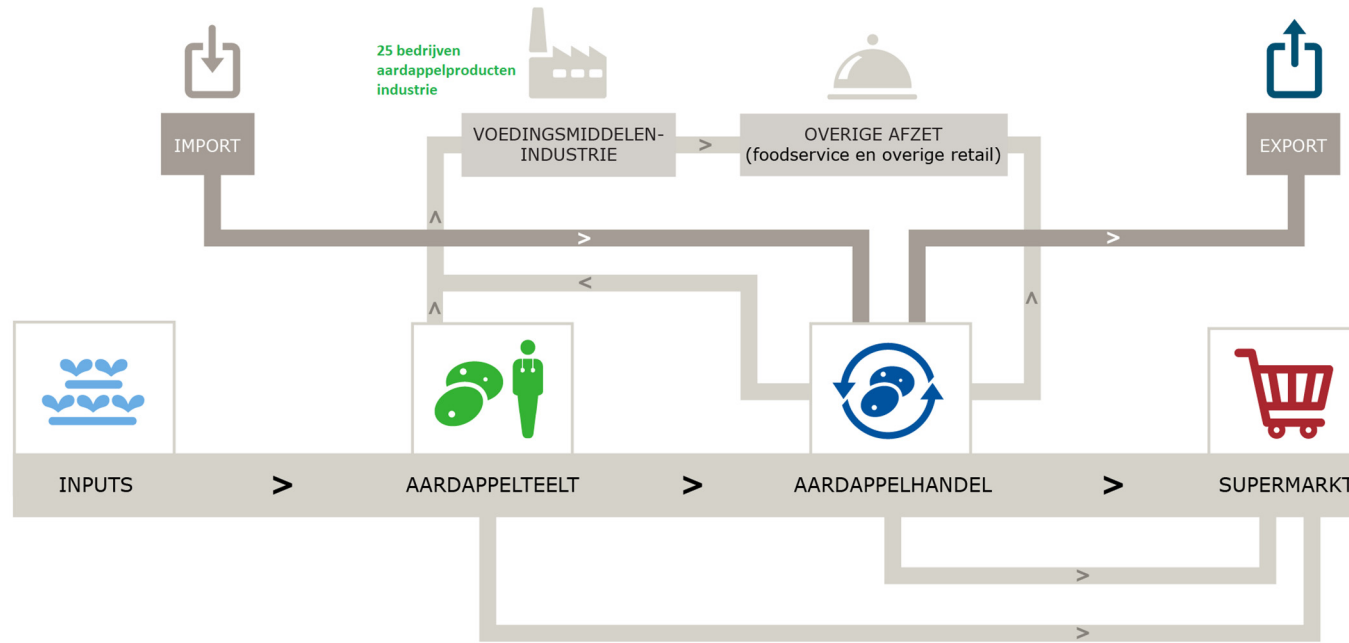 25 bedrijven
aardappelproducten
industrie
IMPORT
VOEDINGSMIDDELEN-
INDUSTRIE
>
OVERIGE AFZET
(foodservice en overige retail)
EXPORT
>
>
<
INPUTS
>
AARDAPPELTEELT
>
AARDAPPELHANDEL
>
SUPERMARKT
>
>